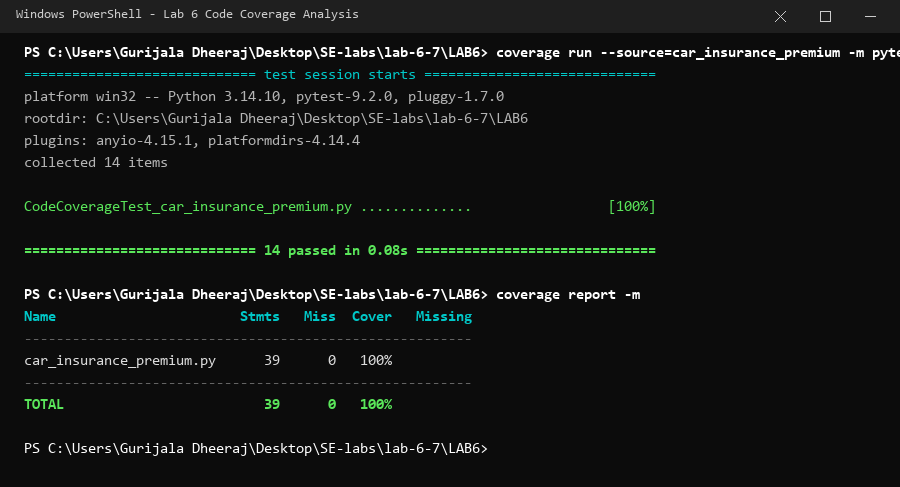 Windows PowerShell - Lab 6 Code Coverage Analysis
PS C:\Users\Gurijala Dheeraj\Desktop\SE-labs\lab-6-7\LAB6> coverage run --source=car_insurance_premium -m pyte
============================= test session starts =============================
platform win32 -- Python 3.14.10, pytest-9.2.0, pluggy-1.7.0
rootdir: C:\Users\Gurijala Dheeraj\Desktop\SE-labs\lab-6-7\LAB6
plugins: anyio-4.15.1, platformdirs-4.14.4
collected 14 items
CodeCoverageTest_car_insurance_premium.py .............. [100%]
============================= 14 passed in 0.08s ==============================
PS C:\Users\Gurijala Dheeraj\Desktop\SE-labs\lab-6-7\LAB6> coverage report -m
Name Stmts Miss Cover Missing
--------------------------------------------------------
car_insurance_premium.py 39 0 100%
--------------------------------------------------------
TOTAL 39 0 100%
PS C:\Users\Gurijala Dheeraj\Desktop\SE-labs\lab-6-7\LAB6>